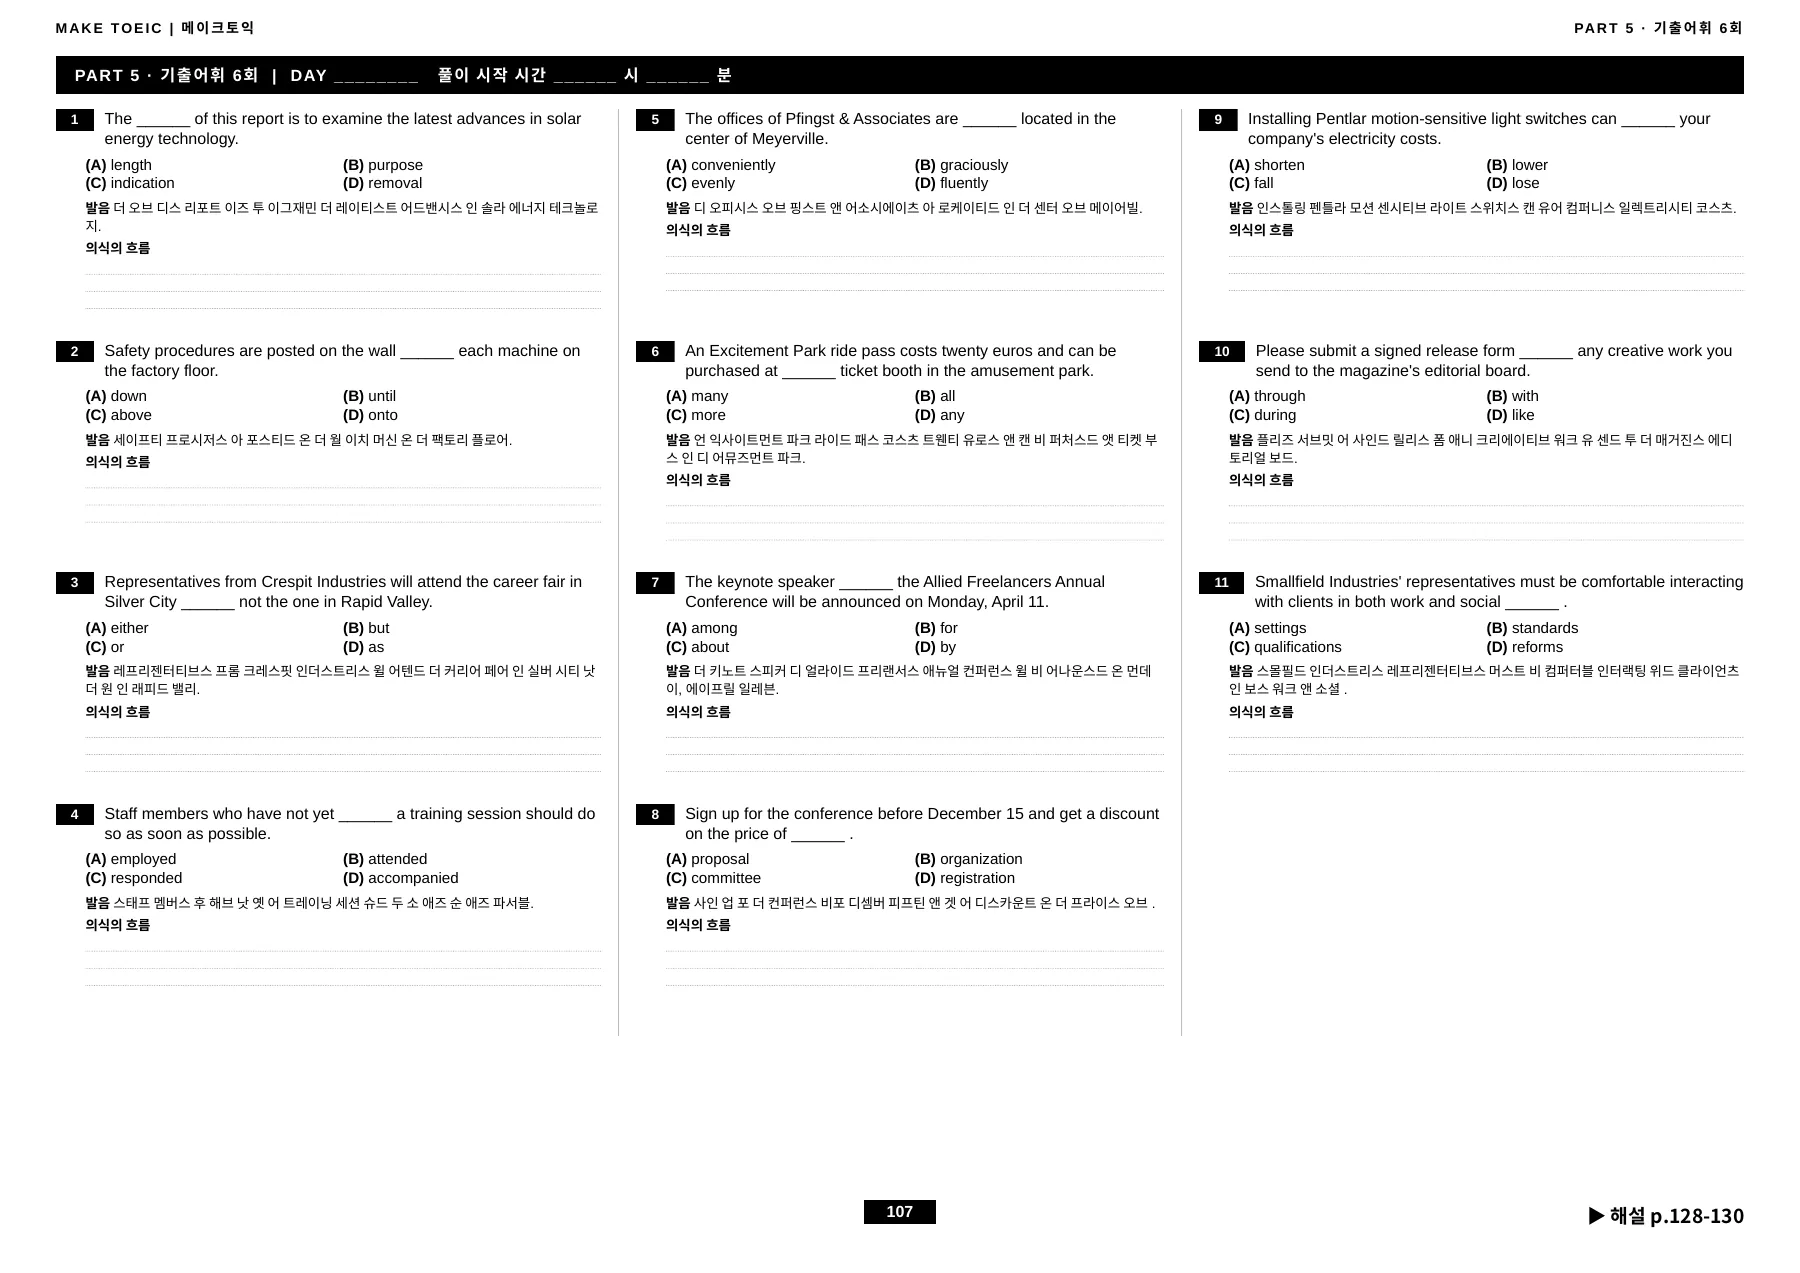 MAKE TOEIC | 메이크토익
PART 5 · 기출어휘 6회
PART 5 · 기출어휘 6회 | DAY ________ 풀이 시작 시간 ______ 시 ______ 분
1 The ______ of this report is to examine the latest advances in solar
energy technology.
(A) length (B) purpose
(C) indication (D) removal
발음 더 오브 디스 리포트 이즈 투 이그재민 더 레이티스트 어드밴시스 인 솔라 에너지 테크놀로
지.
의식의 흐름
2 Safety procedures are posted on the wall ______ each machine on
the factory floor.
(A) down (B) until
(C) above (D) onto
발음 세이프티 프로시저스 아 포스티드 온 더 월 이치 머신 온 더 팩토리 플로어.
의식의 흐름
3 Representatives from Crespit Industries will attend the career fair in
Silver City ______ not the one in Rapid Valley.
(A) either (B) but
(C) or (D) as
발음 레프리젠터티브스 프롬 크레스핏 인더스트리스 윌 어텐드 더 커리어 페어 인 실버 시티 낫
더 원 인 래피드 밸리.
의식의 흐름
4 Staff members who have not yet ______ a training session should do
so as soon as possible.
(A) employed (B) attended
(C) responded (D) accompanied
발음 스태프 멤버스 후 해브 낫 옛 어 트레이닝 세션 슈드 두 소 애즈 순 애즈 파서블.
의식의 흐름
5 The offices of Pfingst & Associates are ______ located in the
center of Meyerville.
(A) conveniently (B) graciously
(C) evenly (D) fluently
발음 디 오피시스 오브 핑스트 앤 어소시에이츠 아 로케이티드 인 더 센터 오브 메이어빌.
의식의 흐름
6 An Excitement Park ride pass costs twenty euros and can be
purchased at ______ ticket booth in the amusement park.
(A) many (B) all
(C) more (D) any
발음 언 익사이트먼트 파크 라이드 패스 코스츠 트웬티 유로스 앤 캔 비 퍼처스드 앳 티켓 부
스 인 디 어뮤즈먼트 파크.
의식의 흐름
7 The keynote speaker ______ the Allied Freelancers Annual
Conference will be announced on Monday, April 11.
(A) among (B) for
(C) about (D) by
발음 더 키노트 스피커 디 얼라이드 프리랜서스 애뉴얼 컨퍼런스 윌 비 어나운스드 온 먼데
이, 에이프릴 일레븐.
의식의 흐름
8 Sign up for the conference before December 15 and get a discount
on the price of ______ .
(A) proposal (B) organization
(C) committee (D) registration
발음 사인 업 포 더 컨퍼런스 비포 디셈버 피프틴 앤 겟 어 디스카운트 온 더 프라이스 오브 .
의식의 흐름
9 Installing Pentlar motion-sensitive light switches can ______ your
company's electricity costs.
(A) shorten (B) lower
(C) fall (D) lose
발음 인스톨링 펜틀라 모션 센시티브 라이트 스위치스 캔 유어 컴퍼니스 일렉트리시티 코스츠.
의식의 흐름
10 Please submit a signed release form ______ any creative work you
send to the magazine's editorial board.
(A) through (B) with
(C) during (D) like
발음 플리즈 서브밋 어 사인드 릴리스 폼 애니 크리에이티브 워크 유 센드 투 더 매거진스 에디
토리얼 보드.
의식의 흐름
11 Smallfield Industries' representatives must be comfortable interacting
with clients in both work and social ______ .
(A) settings (B) standards
(C) qualifications (D) reforms
발음 스몰필드 인더스트리스 레프리젠터티브스 머스트 비 컴퍼터블 인터랙팅 위드 클라이언츠
인 보스 워크 앤 소셜 .
의식의 흐름
107
▶ 해설 p.128-130